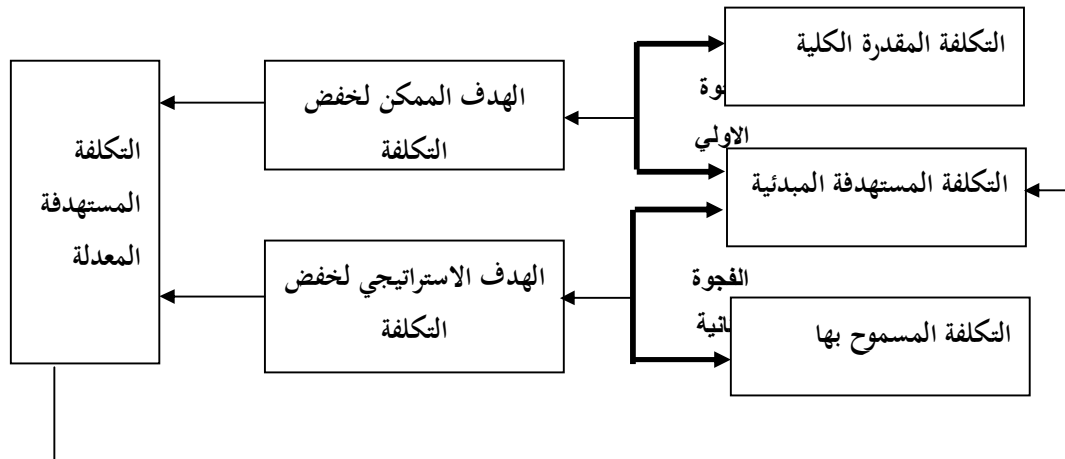 التكلفة المقدرة الكلية
الاولي
التكلفة المستهدفة المبدئية
الفجوة
التكلفة المسموح بها
الهدف الممكن لخفض
التكلفة
الهدف الاستراتيجي لخفض
التكلفة
التكلفة
المستهدفة
المعدلة